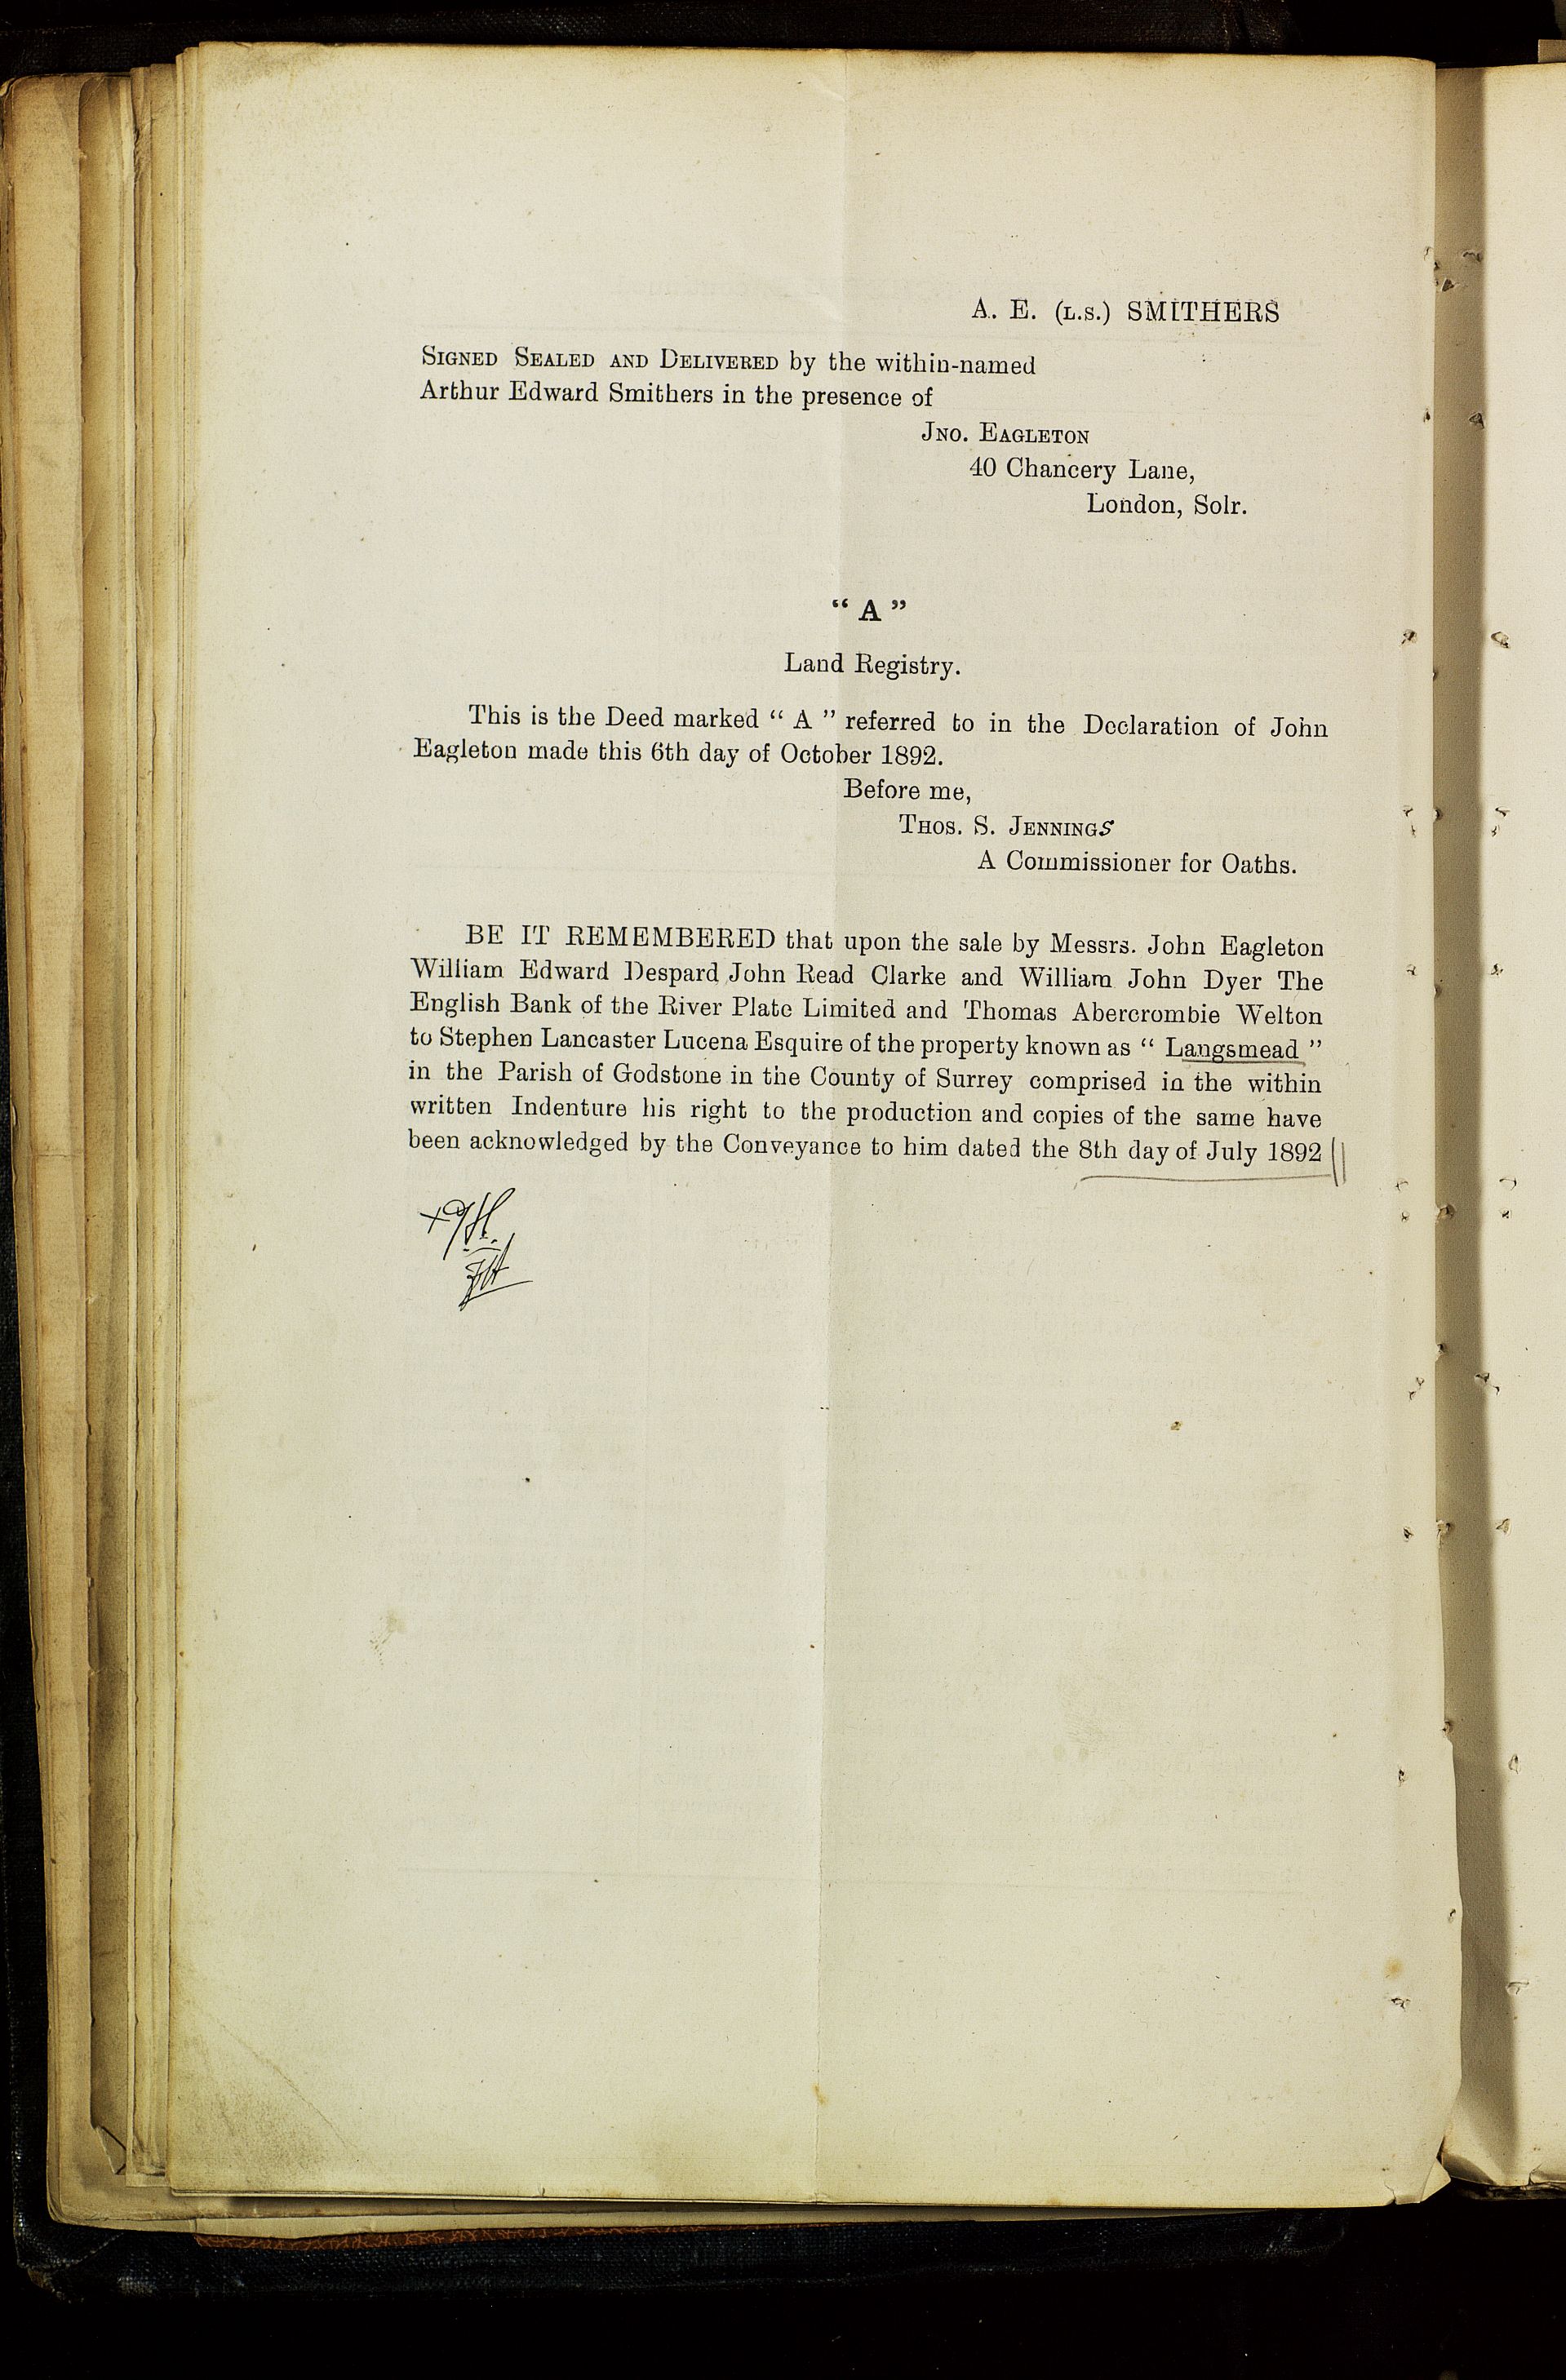 A. E. (L.S.) SMITHERS
SIGNED SEALED AND DELIVERED by the within-named
Arthur Edward Smithers in the presence of
JNO. EAGLETON
40 Chancery Lane,
London, Solr.
“ A ”
Land Registry.
This is the Deed marked “ A ” referred to in the Declaration of John
Eagleton made this 6th day of October 1892.
Before me,
THOS. S. JENNINGS
A Commissioner for Oaths.
BE IT REMEMBERED that upon the sale by Messrs. John Eagleton
William Edward Despard John Read Clarke and William John Dyer The
English Bank of the River Plate Limited and Thomas Abercrombie Welton
to Stephen Lancaster Lucena Esquire of the property known as “ Langsmead ”
in the Parish of Godstone in the County of Surrey comprised in the within
written Indenture his right to the production and copies of the same have
been acknowledged by the Conveyance to him dated the 8th day of July 1892